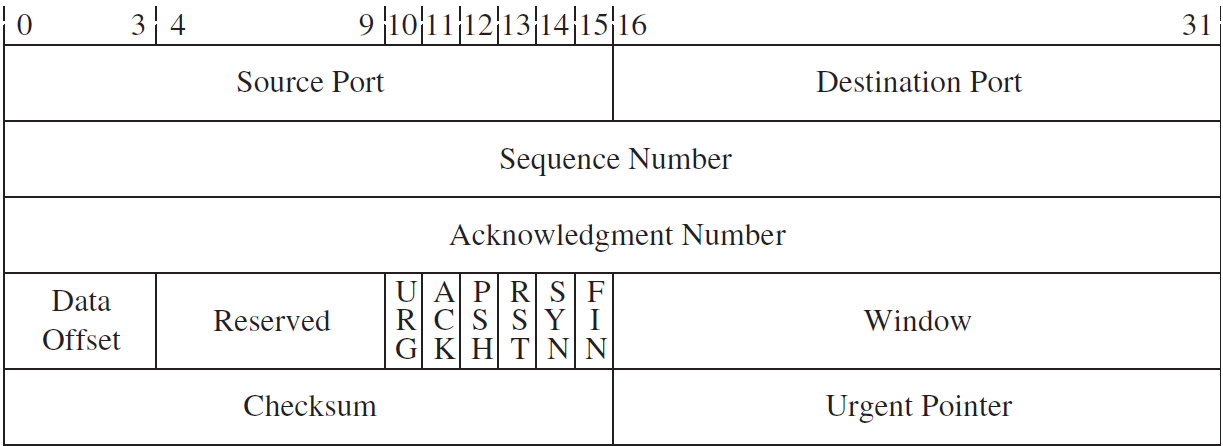 0 3 4 9 10 11 12 13 14 15 16 31
Source Port Destination Port
Sequence Number
Acknowledgment Number
Data Offset Reserved URG ACK PSH RST SYN FIN Window
Checksum Urgent Pointer